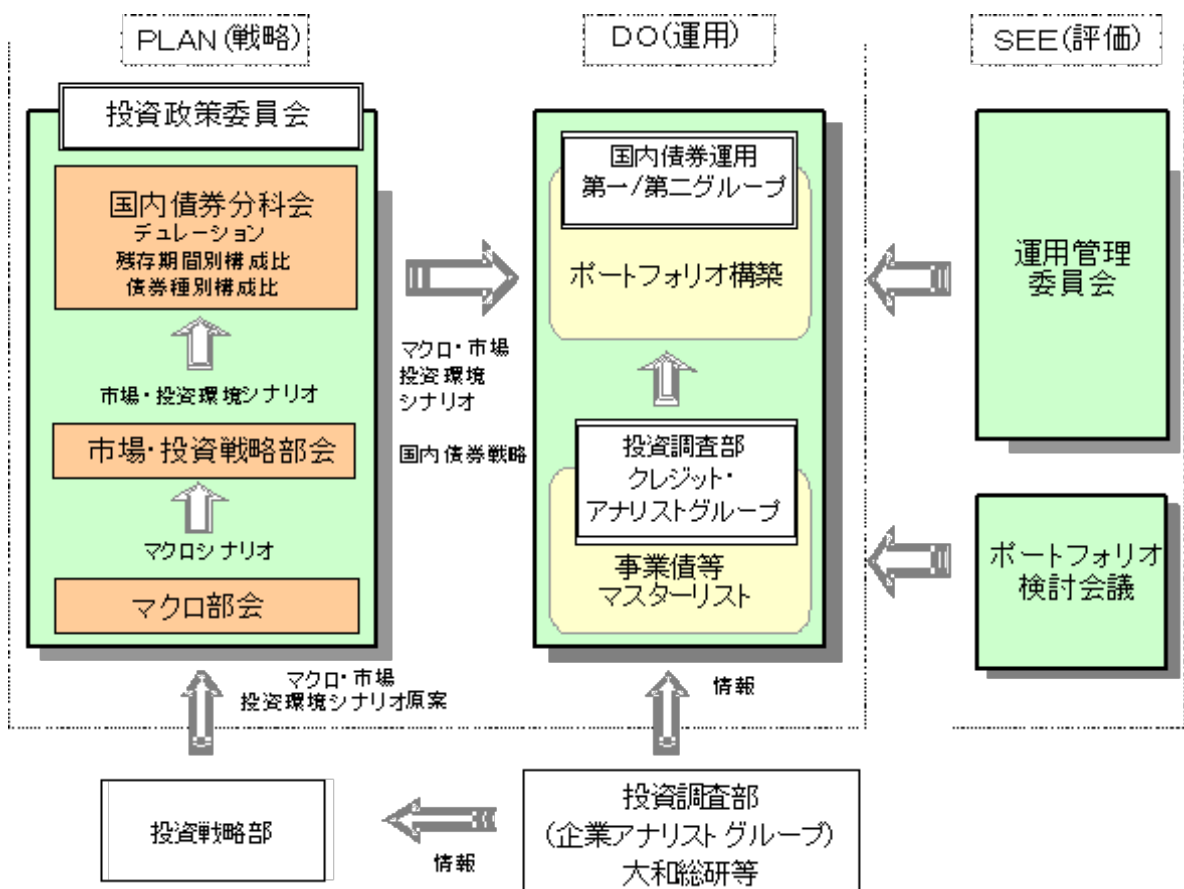 PLAN(戦略)
DO(運用)
SEE(評価)
投資政策委員会
国内債券分科会
デュレーション
残存期間別構成比
債券種別構成比
市場・投資環境シナリオ
市場・投資戦略部会
マクロシナリオ
マクロ部会
マクロ・市場
投資環境シナリオ原案
投資戦略部
マクロ・市場
投資環境
シナリオ
国内債券戦略
国内債券運用
第一/第二グループ
ポートフォリオ構築
投資調査部
クレジット・
アナリストグループ
事業債等
マスターリスト
情報
投資調査部
(企業アナリストグループ)
大和総研等
情報
運用管理
委員会
ポートフォリオ
検討会議